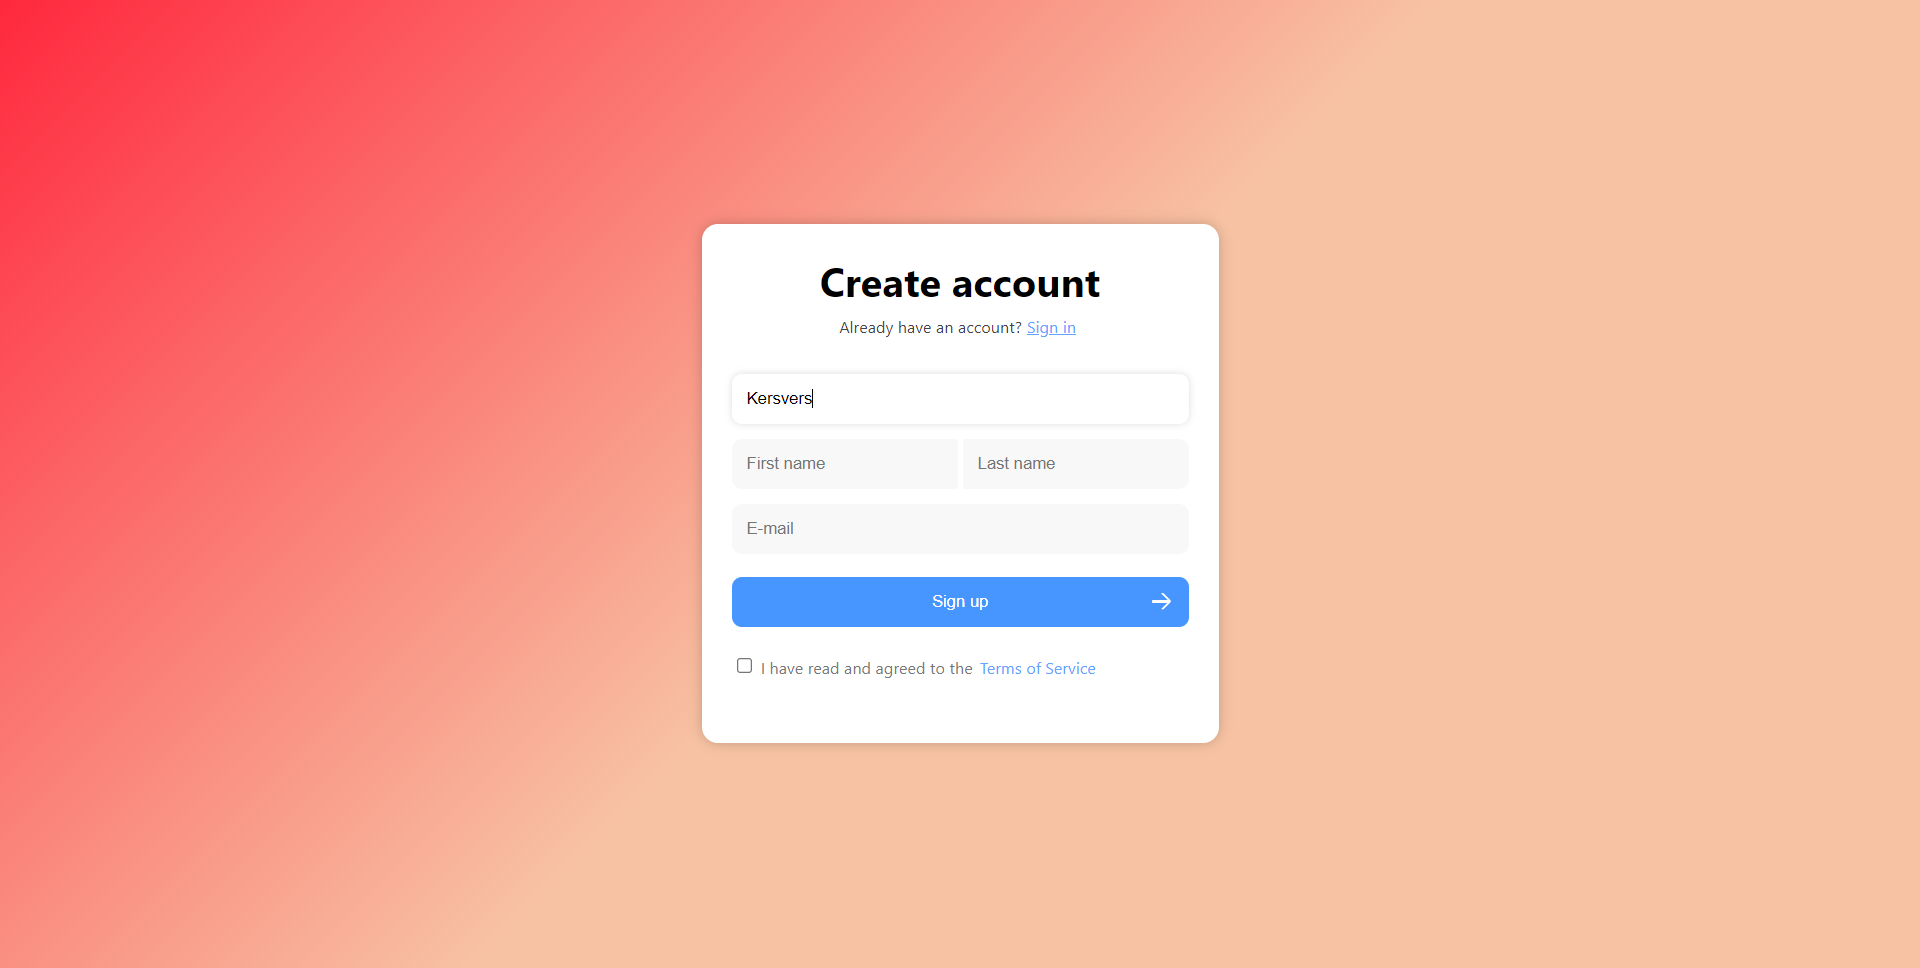 Create account
Already have an account? Sign in
Kersvers
First name Last name
E-mail
Sign up
I have read and agreed to the Terms of Service